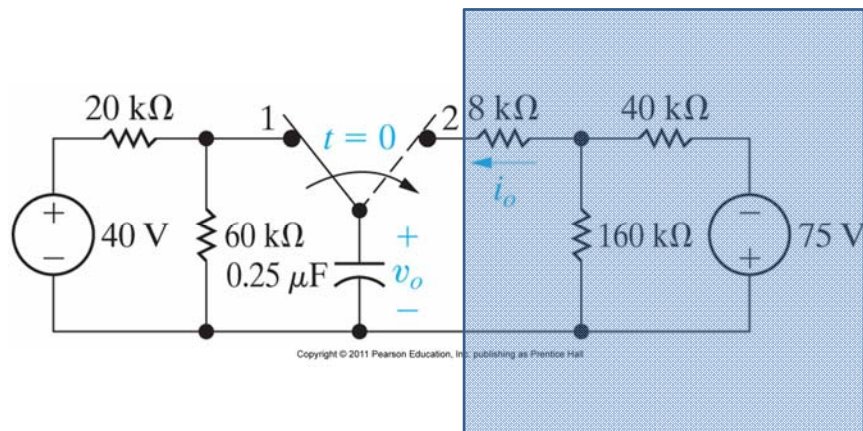 20 kΩ
1
t = 0
2
8 kΩ
40 kΩ
i_o
+
−
40 V
60 kΩ
0.25 μF
+
v_o
−
160 kΩ
−
+
75 V
Copyright © 2011 Pearson Education, Inc. publishing as Prentice Hall